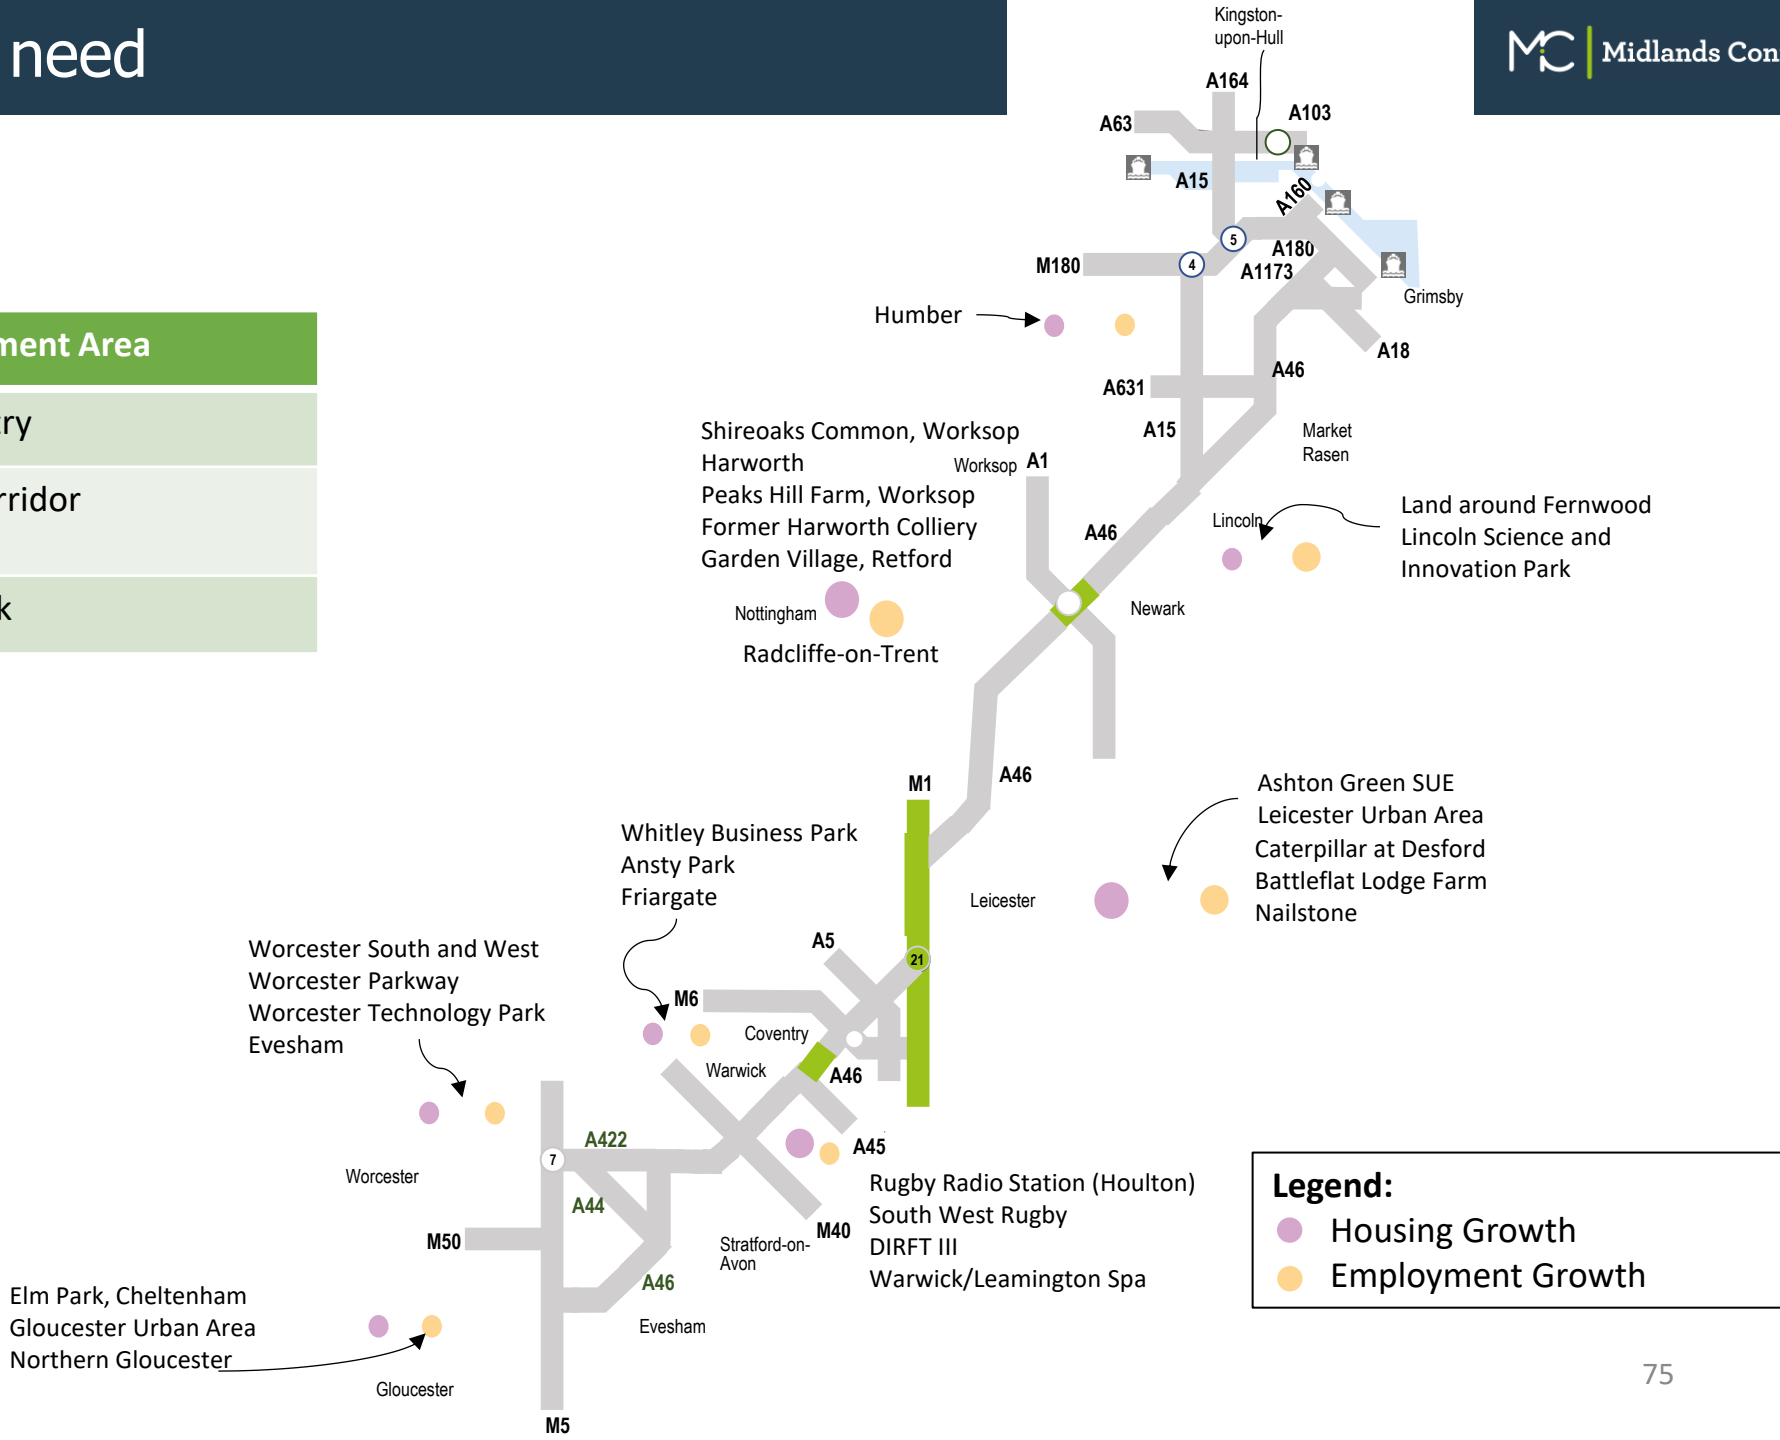 need
Midlands Con
ment Area
try
rridor
k
Kingston-
upon-Hull
A164
A63
A103
A15
A160
5
A180
M180
4
A1173
Grimsby
Humber
A18
A46
A631
A15
Market
Rasen
Shireoaks Common, Worksop
Harworth
Peaks Hill Farm, Worksop
Former Harworth Colliery
Garden Village, Retford
Worksop
A1
Lincoln
A46
Land around Fernwood
Lincoln Science and
Innovation Park
Nottingham
Newark
Radcliffe-on-Trent
A46
M1
Ashton Green SUE
Leicester Urban Area
Caterpillar at Desford
Battleflat Lodge Farm
Nailstone
Leicester
Whitley Business Park
Ansty Park
Friargate
A5
21
M6
Coventry
Warwick
A46
Worcester South and West
Worcester Parkway
Worcester Technology Park
Evesham
A422
7
A45
Worcester
A44
M50
M40
Stratford-on-
Avon
A46
Rugby Radio Station (Houlton)
South West Rugby
DIRFT III
Warwick/Leamington Spa
Elm Park, Cheltenham
Gloucester Urban Area
Northern Gloucester
Evesham
Gloucester
M5
Legend:
Housing Growth
Employment Growth
75